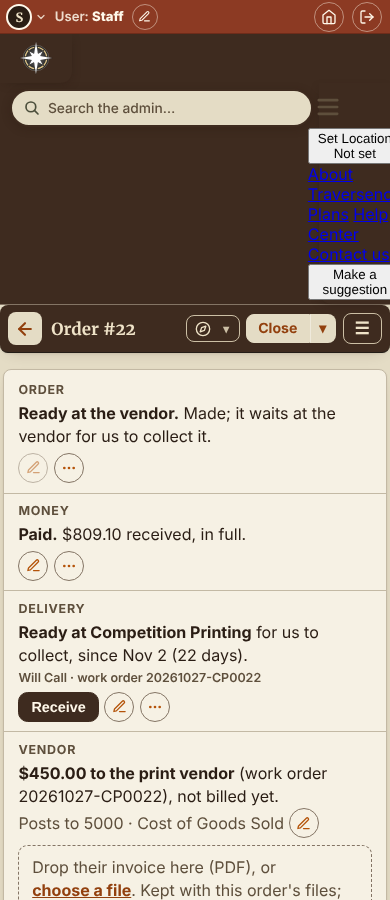 S User: Staff
Search the admin...
Set Location
Not set
About
Plans Help
Center
Contact us
Make a
suggestion
Order #22
Close
ORDER
Ready at the vendor. Made; it waits at the
vendor for us to collect it.
MONEY
Paid. $809.10 received, in full.
DELIVERY
Ready at Competition Printing for us to
collect, since Nov 2 (22 days).
Will Call · work order 20261027-CP0022
Receive
VENDOR
$450.00 to the print vendor (work order
20261027-CP0022), not billed yet.
Posts to 5000 · Cost of Goods Sold
Drop their invoice here (PDF), or
choose a file. Kept with this order's files;